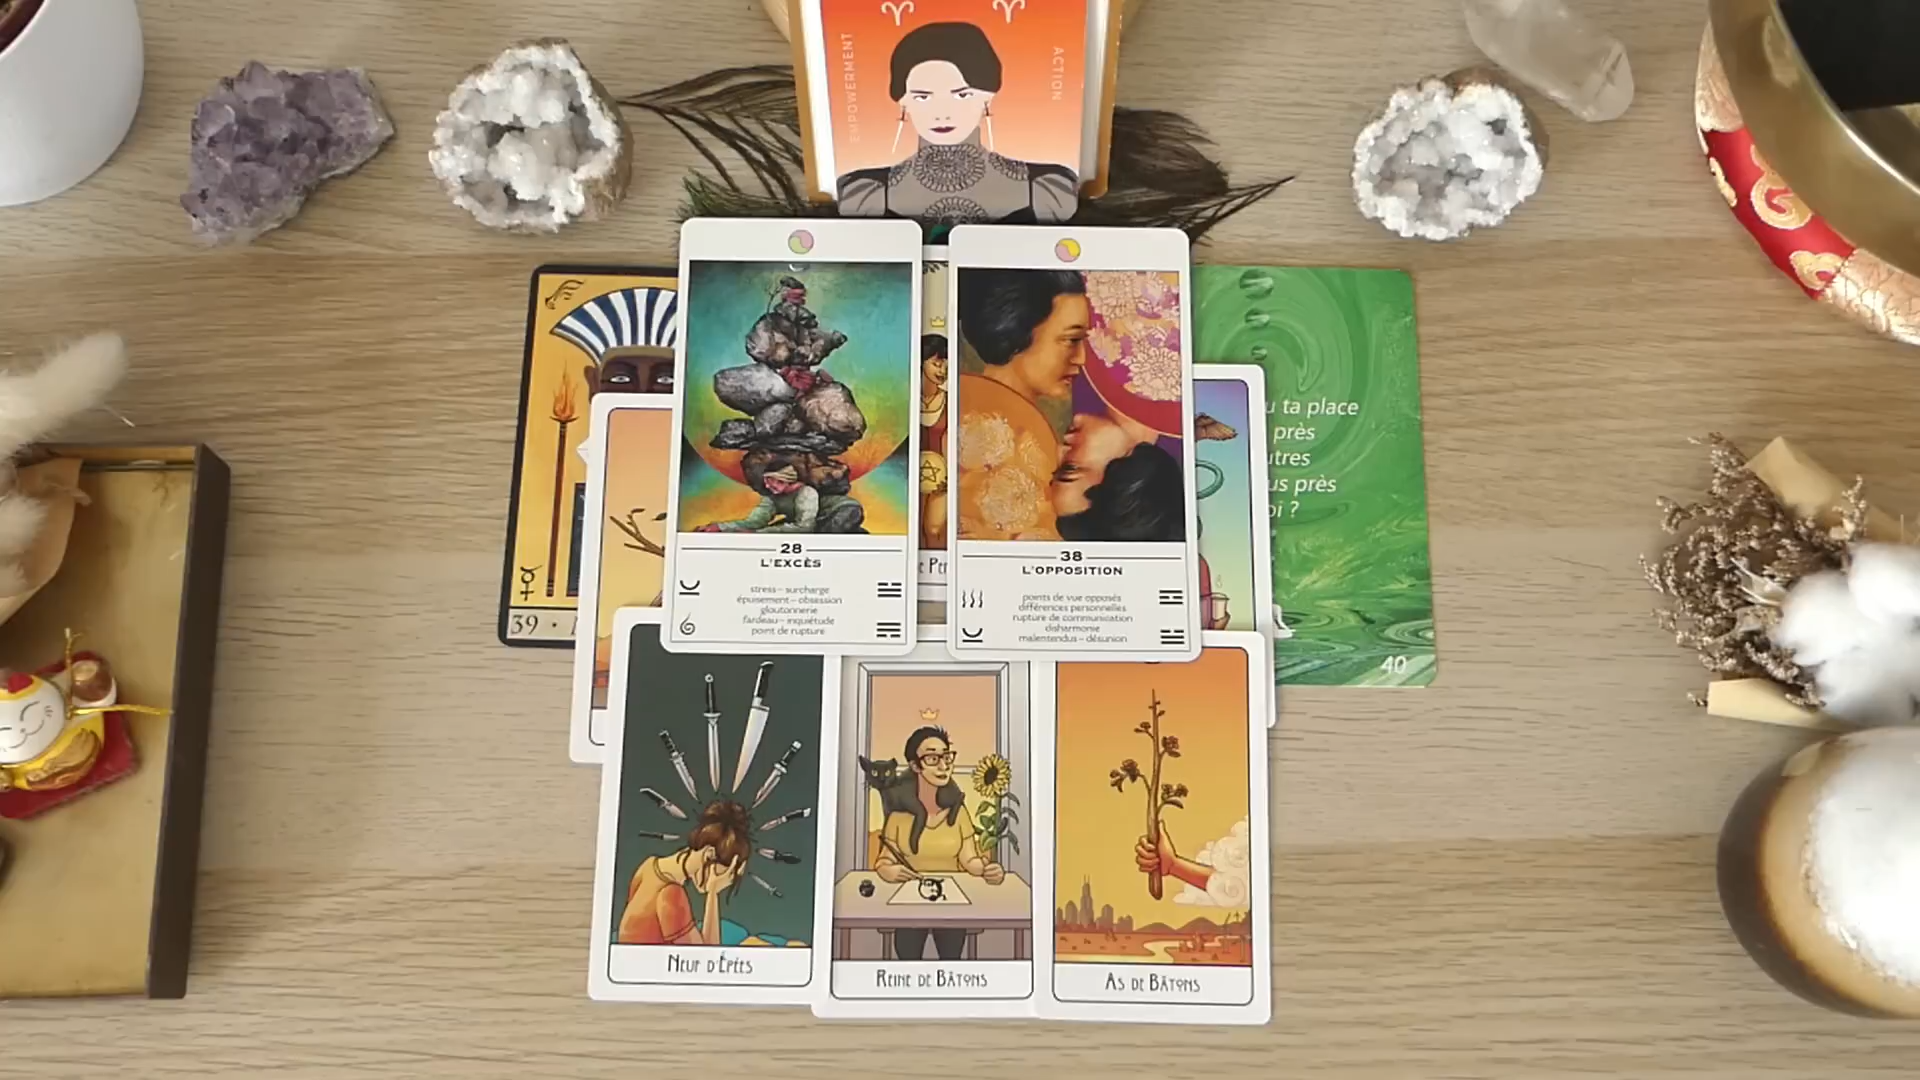 EMPOWERMENT
ACTION
u ta place
près
utres
us près
oi ?
40
39 ·
28
L'EXCÈS
stress – surcharge
épuisement – obsession
gloutonnerie
fardeau – inquiétude
point de rupture
38
L'OPPOSITION
points de vue opposés
différences personnelles
rupture de communication
disharmonie
malentendus – désunion
Neuf d'Épées
Reine de Bâtons
As de Bâtons